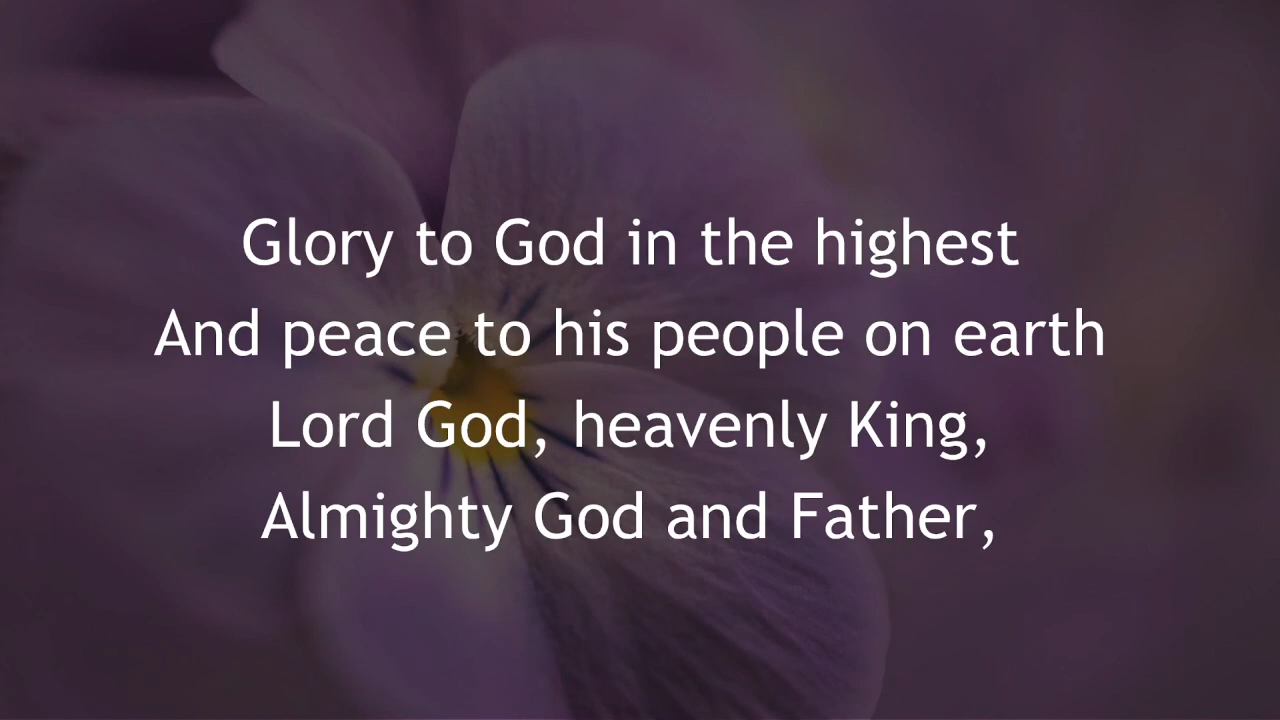 Glory to God in the highest
And peace to his people on earth
Lord God, heavenly King,
Almighty God and Father,